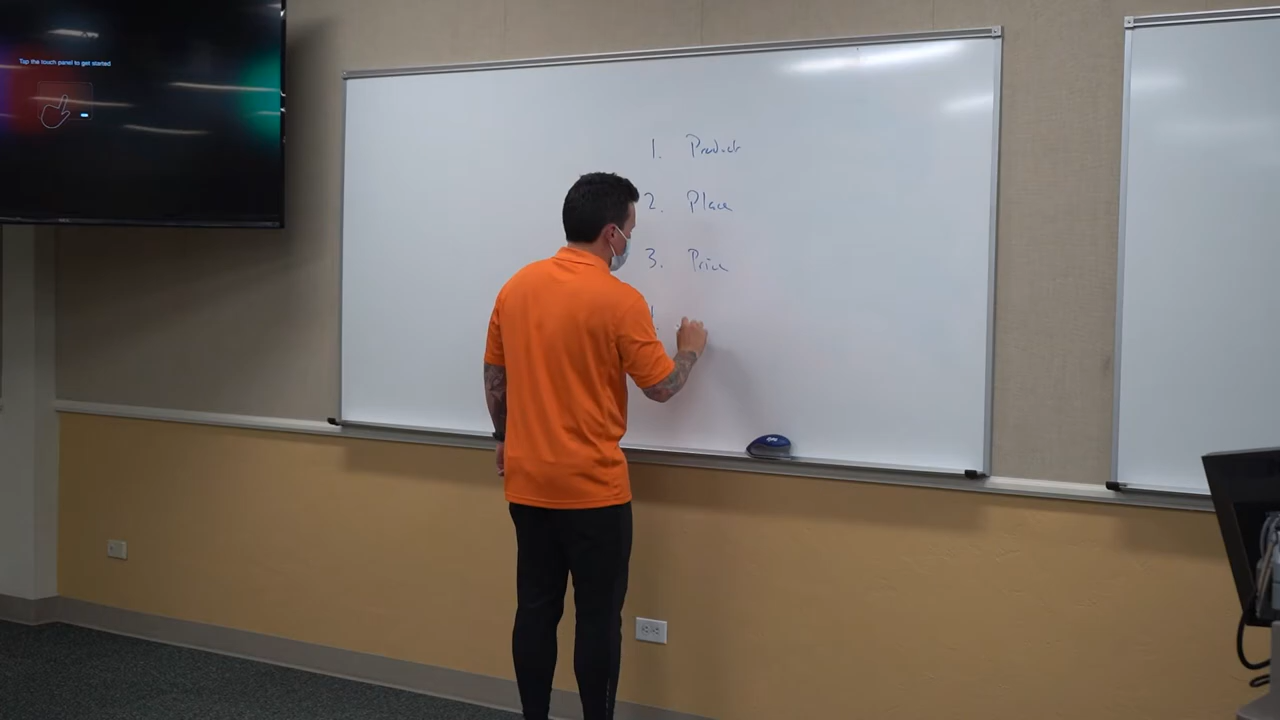 Tap the touch panel to get started
1. Product
2. Place
3. Price